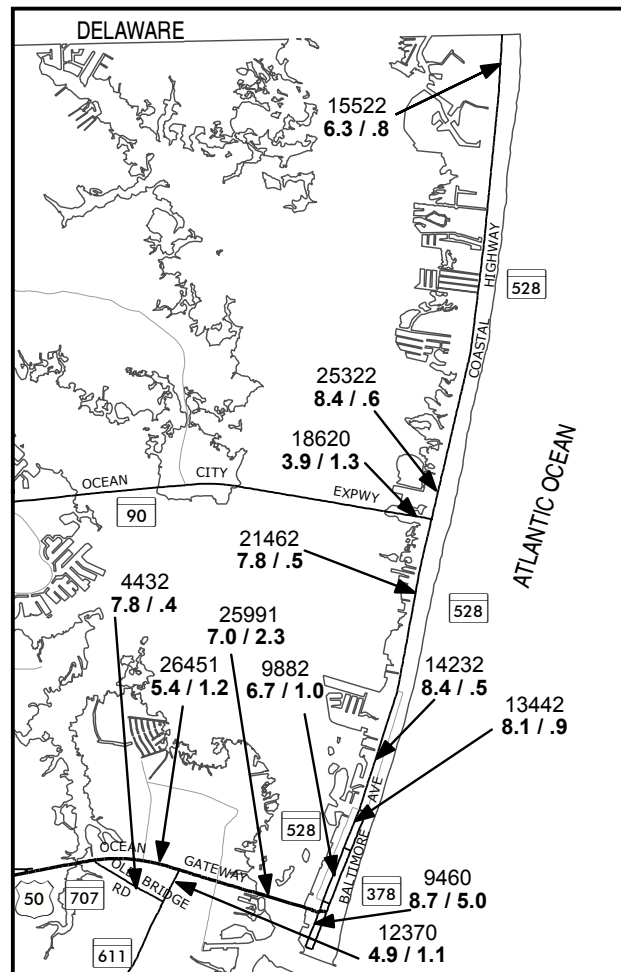 DELAWARE
15522
6.3 / .8
HIGHWAY
528
COASTAL
25322
8.4 / .6
18620
3.9 / 1.3
ATLANTIC OCEAN
OCEAN CITY EXPWY
90
21462
7.8 / .5
4432
7.8 / .4
528
25991
7.0 / 2.3
26451
5.4 / 1.2
9882
6.7 / 1.0
14232
8.4 / .5
13442
8.1 / .9
BALTIMORE AVE
528
OCEAN GATEWAY
OLD BRIDGE
RD
50
707
378
9460
8.7 / 5.0
12370
4.9 / 1.1
611